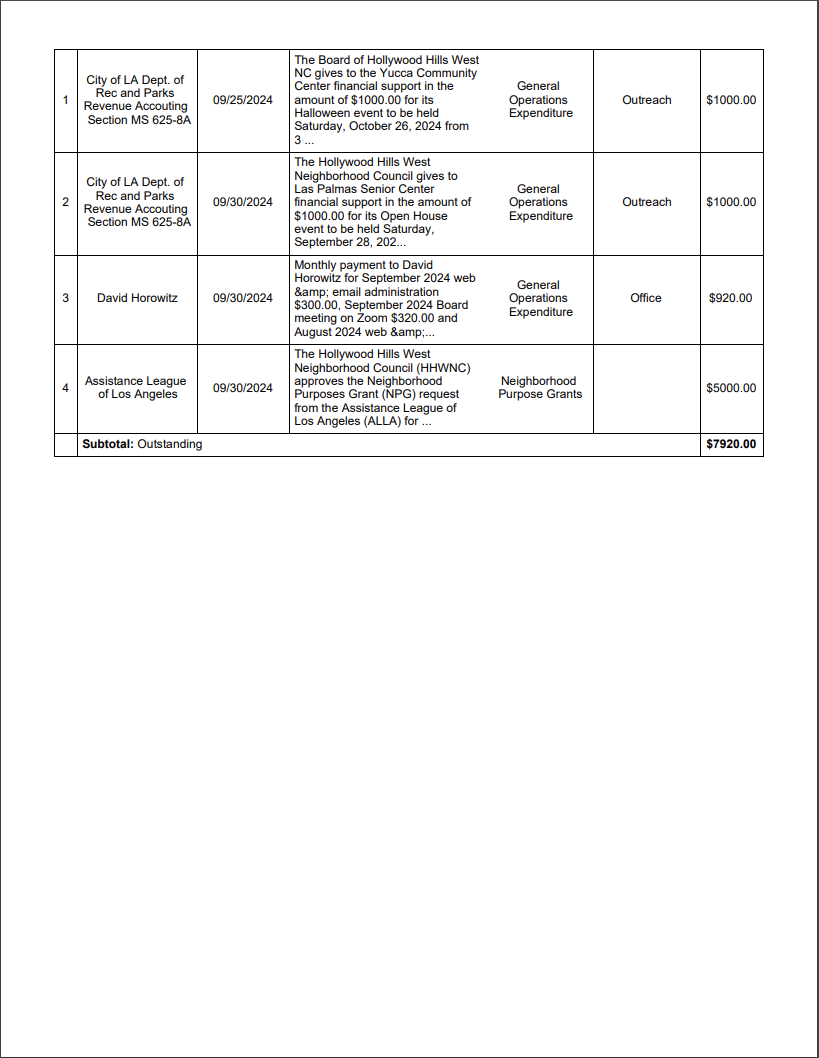 1
City of LA Dept. of
Rec and Parks
Revenue Accouting
Section MS 625-8A
09/25/2024
The Board of Hollywood Hills West
NC gives to the Yucca Community
Center financial support in the
amount of $1000.00 for its
Halloween event to be held
Saturday, October 26, 2024 from
3 ...
General
Operations
Expenditure
Outreach
$1000.00
2
City of LA Dept. of
Rec and Parks
Revenue Accouting
Section MS 625-8A
09/30/2024
The Hollywood Hills West
Neighborhood Council gives to
Las Palmas Senior Center
financial support in the amount of
$1000.00 for its Open House
event to be held Saturday,
September 28, 202...
General
Operations
Expenditure
Outreach
$1000.00
3
David Horowitz
09/30/2024
Monthly payment to David
Horowitz for September 2024 web
&amp; email administration
$300.00, September 2024 Board
meeting on Zoom $320.00 and
August 2024 web &amp;...
General
Operations
Expenditure
Office
$920.00
4
Assistance League
of Los Angeles
09/30/2024
The Hollywood Hills West
Neighborhood Council (HHWNC)
approves the Neighborhood
Purposes Grant (NPG) request
from the Assistance League of
Los Angeles (ALLA) for ...
Neighborhood
Purpose Grants
$5000.00
Subtotal: Outstanding
$7920.00